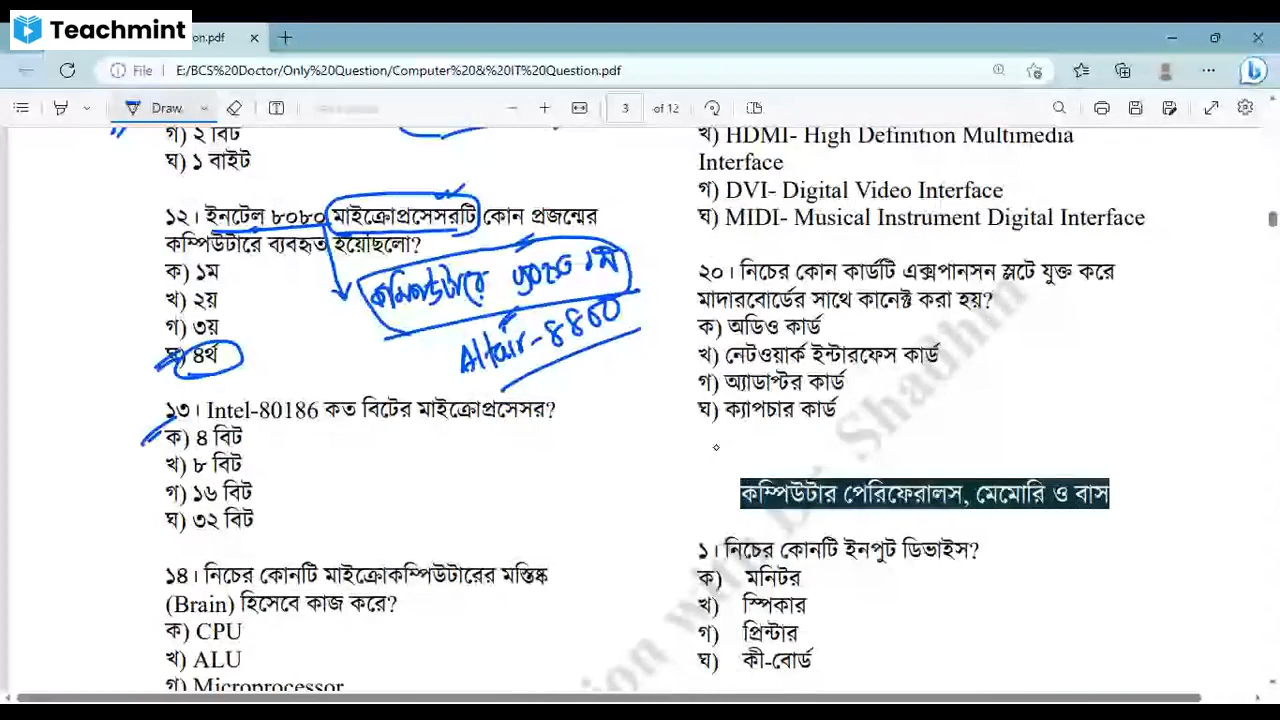 Teachmint
on.pdf
File
E:/BCS%20Doctor/Only%20Question/Computer%20&%20IT%20Question.pdf
Draw
3
of 12
গ) ২ বিট
ঘ) ১ বাইট
১২। ইনটেল ৮০৮০ মাইক্রোপ্রসেসরটি কোন প্রজন্মের
কম্পিউটারে ব্যবহৃত হয়েছিলো?
ক) ১ম
খ) ২য়
গ) ৩য়
ঘ) ৪র্থ
কম্পিউটারে ১ম
Altair-8800
১৩। Intel-80186 কত বিটের মাইক্রোপ্রসেসর?
ক) ৪ বিট
খ) ৮ বিট
গ) ১৬ বিট
ঘ) ৩২ বিট
১৪। নিচের কোনটি মাইক্রোকম্পিউটারের মস্তিষ্ক
(Brain) হিসেবে কাজ করে?
ক) CPU
খ) ALU
গ) Microprocessor
খ) HDMI- High Definition Multimedia
Interface
গ) DVI- Digital Video Interface
ঘ) MIDI- Musical Instrument Digital Interface
২০। নিচের কোন কার্ডটি এক্সপানসন স্লটে যুক্ত করে
মাদারবোর্ডের সাথে কানেক্ট করা হয়?
ক) অডিও কার্ড
খ) নেটওয়ার্ক ইন্টারফেস কার্ড
গ) অ্যাডাপ্টর কার্ড
ঘ) ক্যাপচার কার্ড
কম্পিউটার পেরিফেরালস, মেমোরি ও বাস
১। নিচের কোনটি ইনপুট ডিভাইস?
ক) মনিটর
খ) স্পিকার
গ) প্রিন্টার
ঘ) কী-বোর্ড